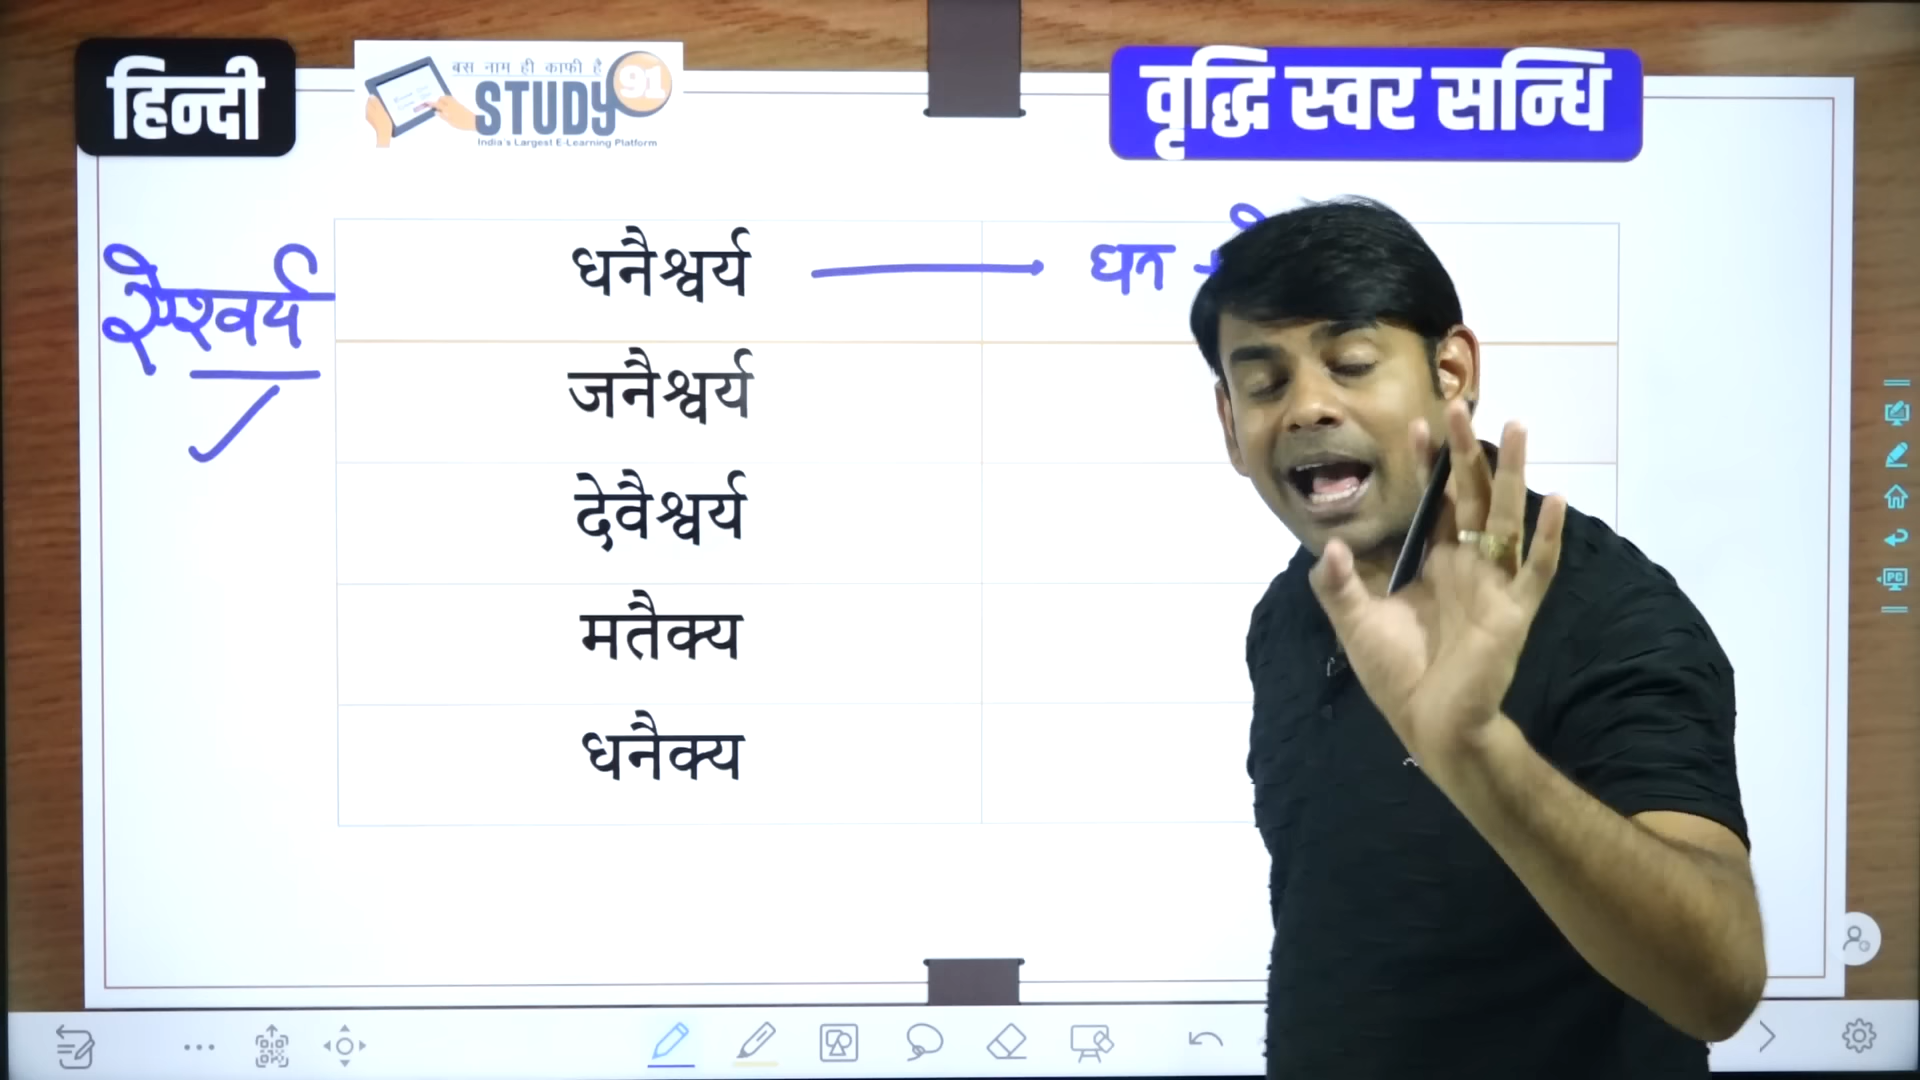 हिन्दी
बस नाम ही काफी है
STUDY 91
India's Largest E-Learning Platform
वृद्धि स्वर सन्धि
ऐश्वर्य
धनैश्वर्य
धन +
जनैश्वर्य
देवैश्वर्य
मतैक्य
धनैक्य
PC